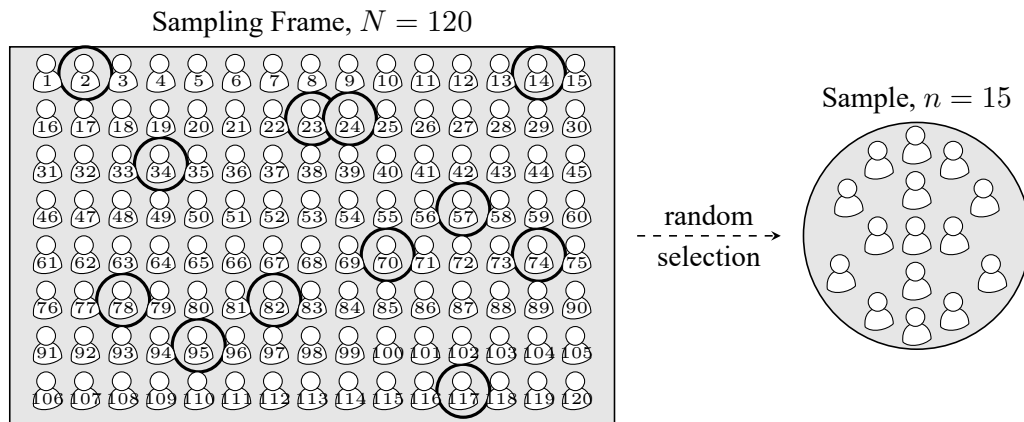 Sampling Frame, N = 120
1 2 3 4 5 6 7 8 9 10 11 12 13 14 15
16 17 18 19 20 21 22 23 24 25 26 27 28 29 30
31 32 33 34 35 36 37 38 39 40 41 42 43 44 45
46 47 48 49 50 51 52 53 54 55 56 57 58 59 60
61 62 63 64 65 66 67 68 69 70 71 72 73 74 75
76 77 78 79 80 81 82 83 84 85 86 87 88 89 90
91 92 93 94 95 96 97 98 99 100 101 102 103 104 105
106 107 108 109 110 111 112 113 114 115 116 117 118 119 120
random
selection
Sample, n = 15